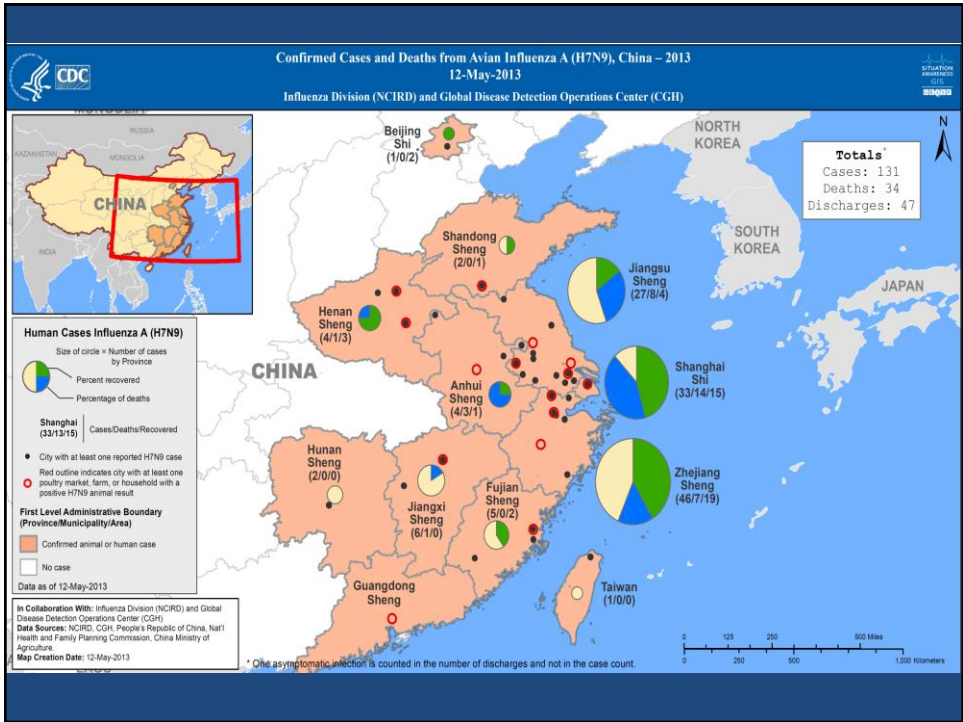 CDC
Confirmed Cases and Deaths from Avian Influenza A (H7N9), China – 2013
12-May-2013
Influenza Division (NCIRD) and Global Disease Detection Operations Center (CGH)
SITUATION
AWARENESS
GIS
RUSSIA
KAZAKHSTAN
MONGOLIA
CHINA
INDIA
Beijing
Shi
(1/0/2)
NORTH
KOREA
N
Totals*
Cases: 131
Deaths: 34
Discharges: 47
Shandong
Sheng
(2/0/1)
SOUTH
KOREA
Jiangsu
Sheng
(27/8/4)
JAPAN
Henan
Sheng
(4/1/3)
CHINA
Anhui
Sheng
(4/3/1)
Shanghai
Shi
(33/14/15)
Hunan
Sheng
(2/0/0)
Jiangxi
Sheng
(6/1/0)
Fujian
Sheng
(5/0/2)
Zhejiang
Sheng
(46/7/19)
Guangdong
Sheng
Taiwan
(1/0/0)
Human Cases Influenza A (H7N9)
Size of circle = Number of cases
by Province
Percent recovered
Percentage of deaths
Shanghai
(33/13/15)
Cases/Deaths/Recovered
City with at least one reported H7N9 case
Red outline indicates city with at least one
poultry market, farm, or household with a
positive H7N9 animal result
First Level Administrative Boundary
(Province/Municipality/Area)
Confirmed animal or human case
No case
Data as of 12-May-2013
In Collaboration With: Influenza Division (NCIRD) and Global
Disease Detection Operations Center (CGH)
Data Sources: NCIRD, CGH, People's Republic of China, Nat'l
Health and Family Planning Commission, China Ministry of
Agriculture.
Map Creation Date: 12-May-2013
* One asymptomatic infection is counted in the number of discharges and not in the case count.
0 125 250 500 Miles
0 250 500 1,000 Kilometers